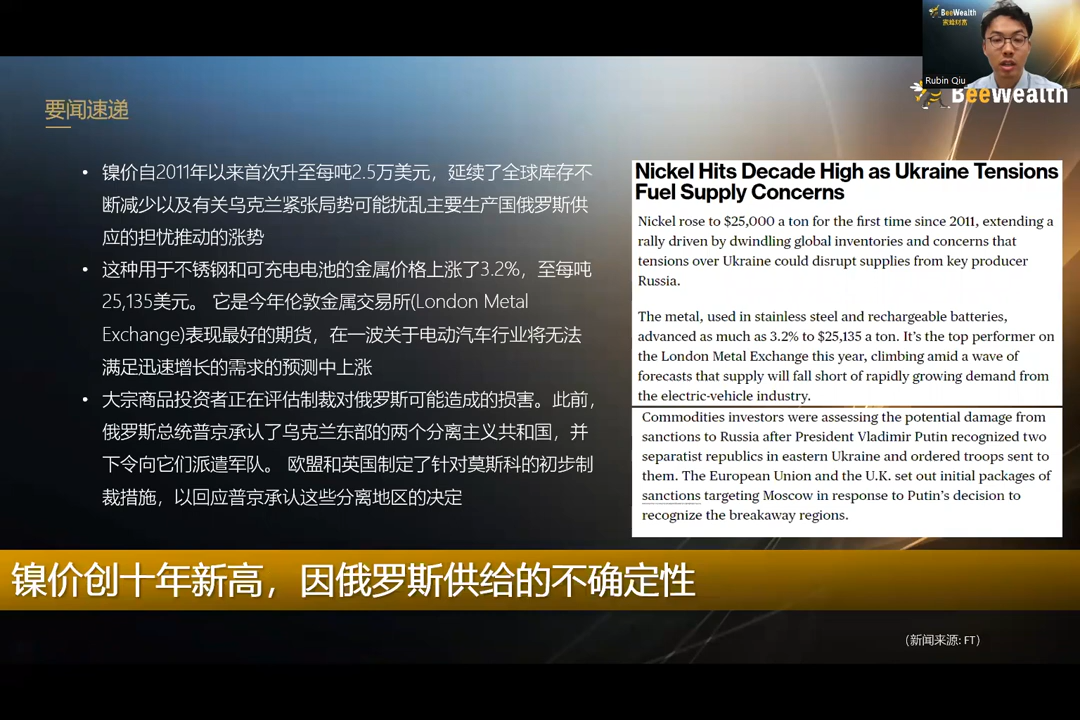 BeeWealth
蜜蜂财富
Rubin Qiu
BeeWealth
要闻速递
• 镍价自2011年以来首次升至每吨2.5万美元，延续了全球库存不
断减少以及有关乌克兰紧张局势可能扰乱主要生产国俄罗斯供
应的担忧推动的涨势
• 这种用于不锈钢和可充电电池的金属价格上涨了3.2%，至每吨
25,135美元。 它是今年伦敦金属交易所(London Metal
Exchange)表现最好的期货，在一波关于电动汽车行业将无法
满足迅速增长的需求的预测中上涨
• 大宗商品投资者正在评估制裁对俄罗斯可能造成的损害。此前，
俄罗斯总统普京承认了乌克兰东部的两个分离主义共和国，并
下令向它们派遣军队。 欧盟和英国制定了针对莫斯科的初步制
裁措施，以回应普京承认这些分离地区的决定
Nickel Hits Decade High as Ukraine Tensions
Fuel Supply Concerns
Nickel rose to $25,000 a ton for the first time since 2011, extending a
rally driven by dwindling global inventories and concerns that
tensions over Ukraine could disrupt supplies from key producer
Russia.
The metal, used in stainless steel and rechargeable batteries,
advanced as much as 3.2% to $25,135 a ton. It's the top performer on
the London Metal Exchange this year, climbing amid a wave of
forecasts that supply will fall short of rapidly growing demand from
the electric-vehicle industry.
Commodities investors were assessing the potential damage from
sanctions to Russia after President Vladimir Putin recognized two
separatist republics in eastern Ukraine and ordered troops sent to
them. The European Union and the U.K. set out initial packages of
sanctions targeting Moscow in response to Putin's decision to
recognize the breakaway regions.
镍价创十年新高，因俄罗斯供给的不确定性
（新闻来源: FT）